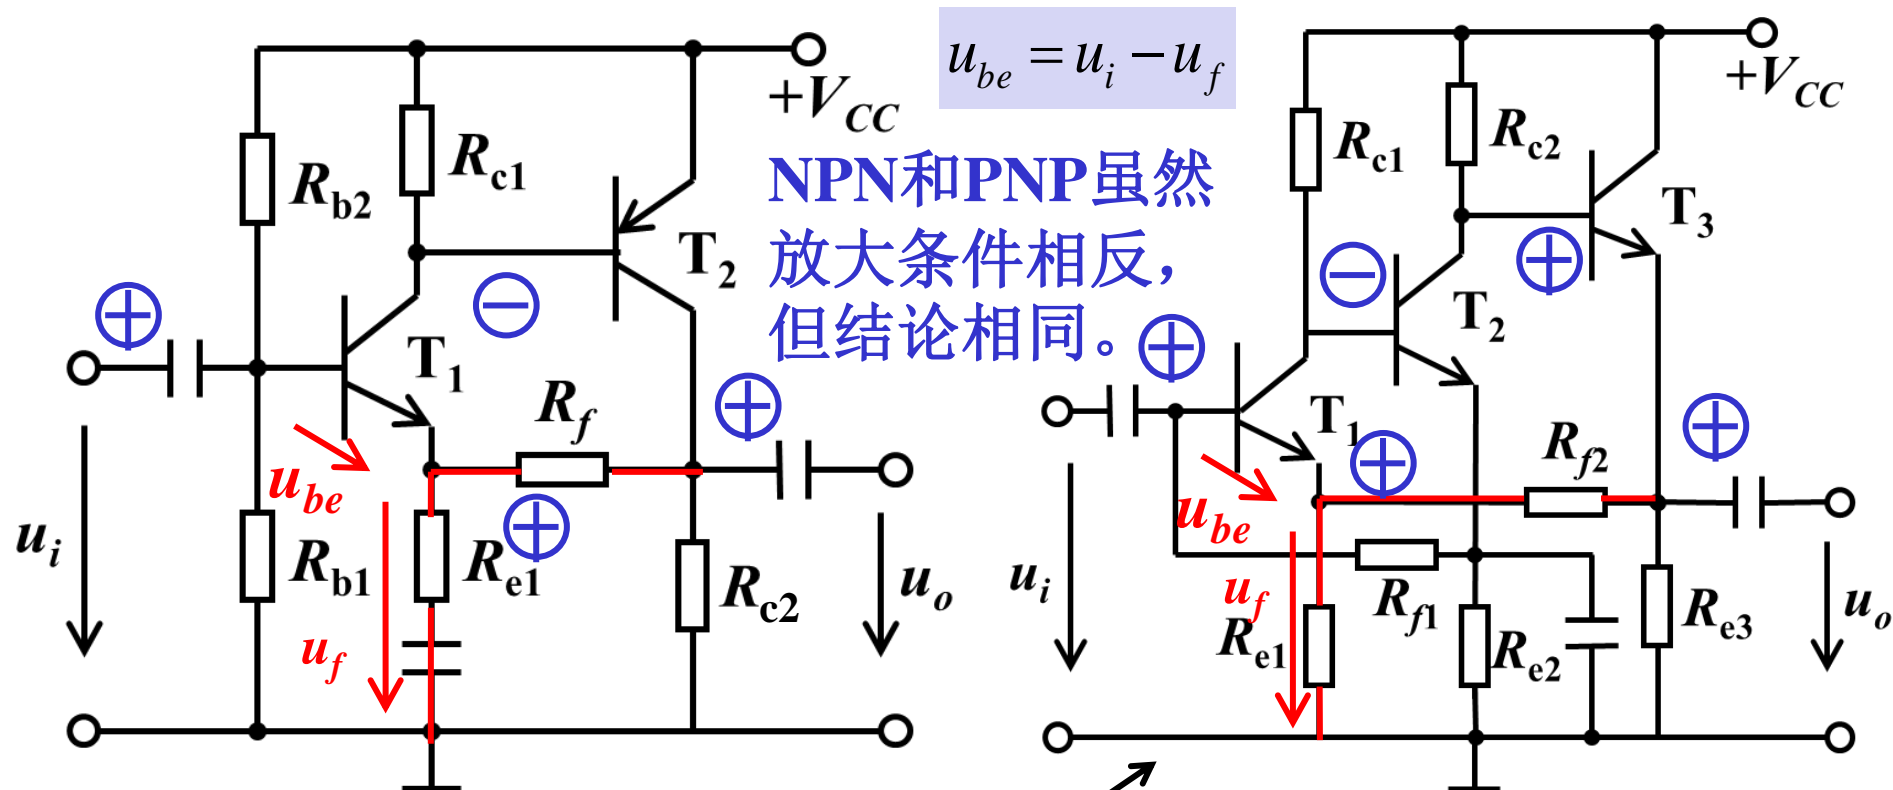 +V_CC
R_b2
R_c1
T_2
T_1
R_f
u_be
u_i
R_b1
R_e1
u_f
R_c2
u_o
u_be = u_i − u_f
NPN和PNP虽然
放大条件相反，
但结论相同。
+V_CC
R_c1
R_c2
T_3
T_2
T_1
R_f2
u_be
u_i
u_f
R_f1
R_e1
R_e2
R_e3
u_o